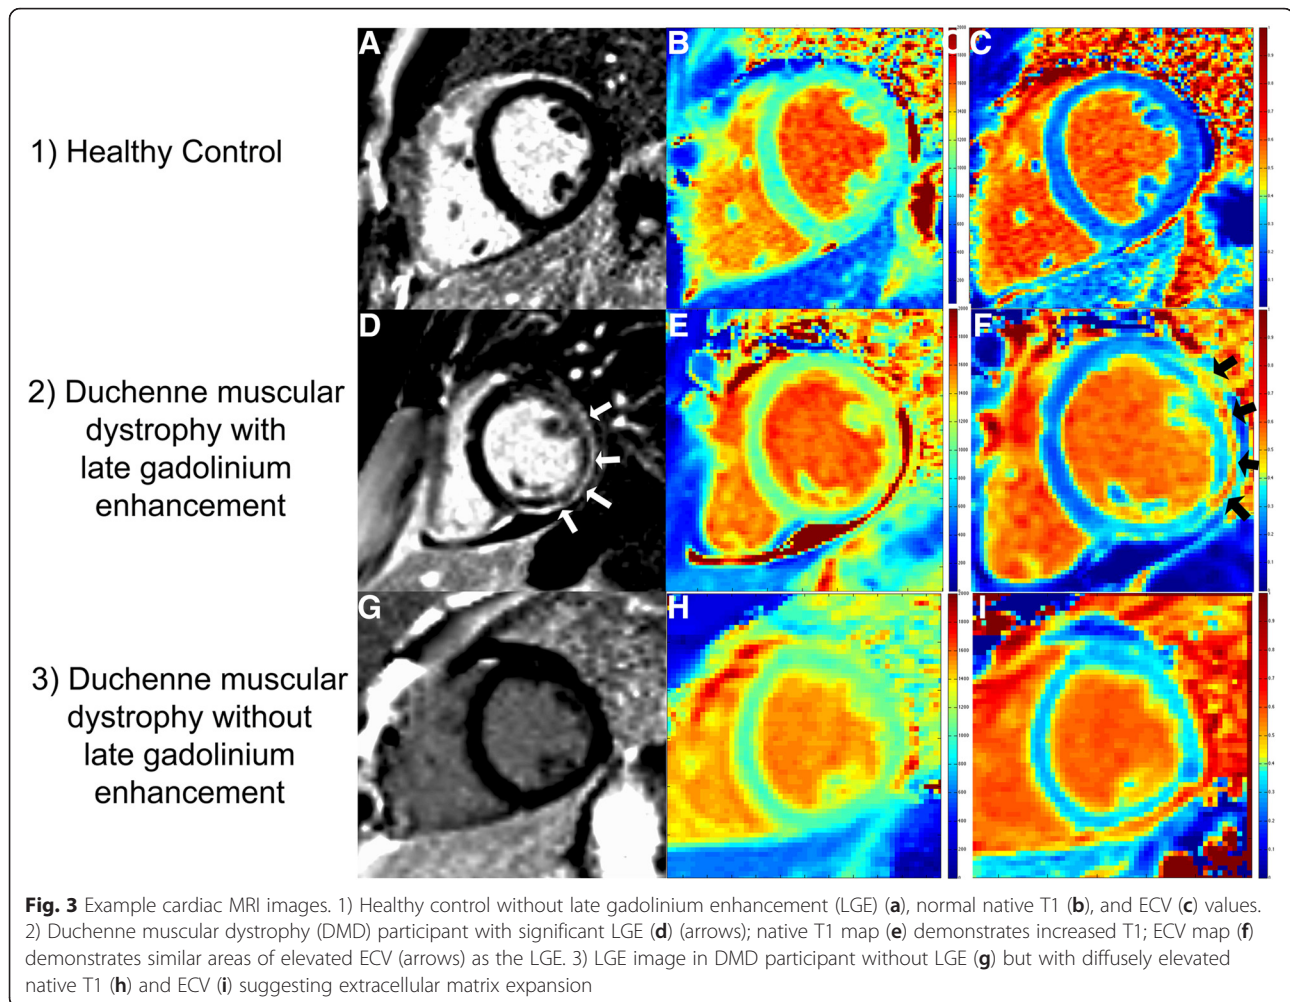 A
B
C
1) Healthy Control
D
E
F
2) Duchenne muscular
dystrophy with
late gadolinium
enhancement
G
H
I
3) Duchenne muscular
dystrophy without
late gadolinium
enhancement
Fig. 3 Example cardiac MRI images. 1) Healthy control without late gadolinium enhancement (LGE) (a), normal native T1 (b), and ECV (c) values.
2) Duchenne muscular dystrophy (DMD) participant with significant LGE (d) (arrows); native T1 map (e) demonstrates increased T1; ECV map (f)
demonstrates similar areas of elevated ECV (arrows) as the LGE. 3) LGE image in DMD participant without LGE (g) but with diffusely elevated
native T1 (h) and ECV (i) suggesting extracellular matrix expansion